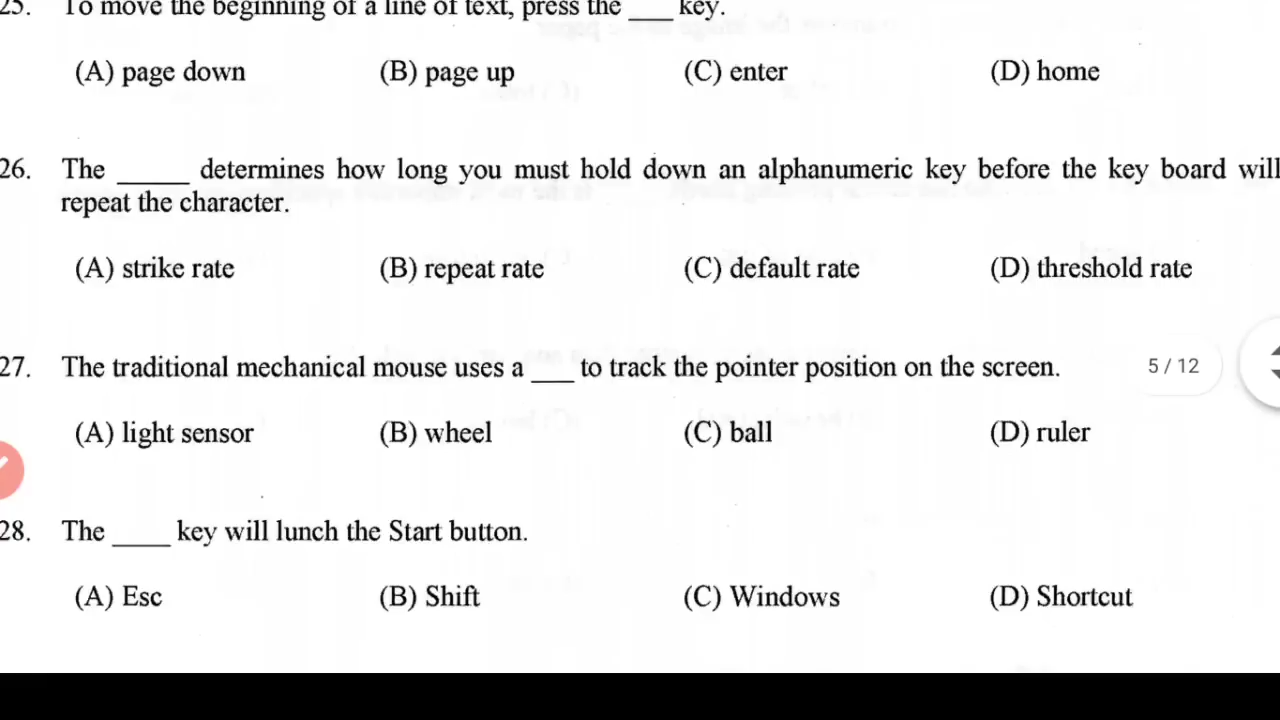 25. To move the beginning of a line of text, press the ___ key.
(A) page down (B) page up (C) enter (D) home
26. The _____ determines how long you must hold down an alphanumeric key before the key board will
repeat the character.
(A) strike rate (B) repeat rate (C) default rate (D) threshold rate
27. The traditional mechanical mouse uses a ___ to track the pointer position on the screen.
5 / 12
(A) light sensor (B) wheel (C) ball (D) ruler
28. The ____ key will lunch the Start button.
(A) Esc (B) Shift (C) Windows (D) Shortcut